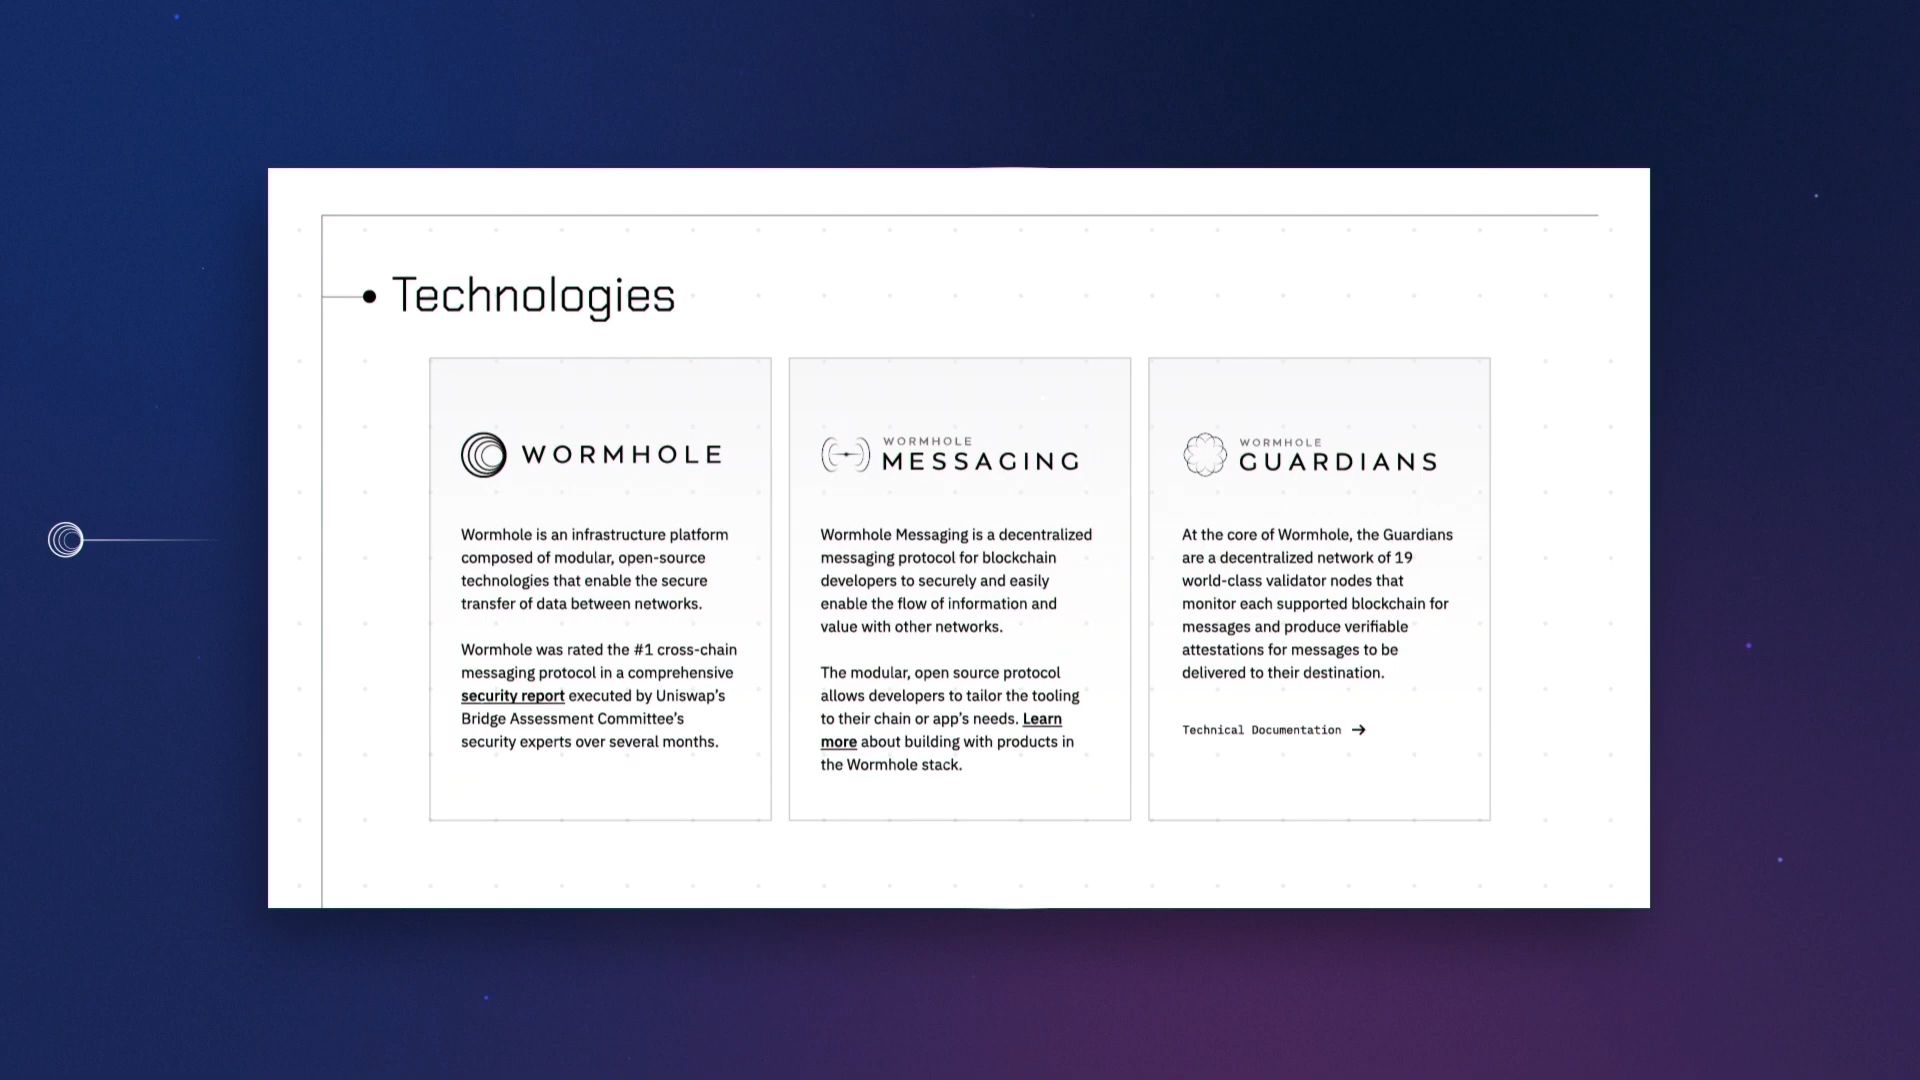 Technologies
WORMHOLE
Wormhole is an infrastructure platform
composed of modular, open-source
technologies that enable the secure
transfer of data between networks.
Wormhole was rated the #1 cross-chain
messaging protocol in a comprehensive
security report executed by Uniswap’s
Bridge Assessment Committee’s
security experts over several months.
WORMHOLE
MESSAGING
Wormhole Messaging is a decentralized
messaging protocol for blockchain
developers to securely and easily
enable the flow of information and
value with other networks.
The modular, open source protocol
allows developers to tailor the tooling
to their chain or app’s needs. Learn
more about building with products in
the Wormhole stack.
WORMHOLE
GUARDIANS
At the core of Wormhole, the Guardians
are a decentralized network of 19
world-class validator nodes that
monitor each supported blockchain for
messages and produce verifiable
attestations for messages to be
delivered to their destination.
Technical Documentation →